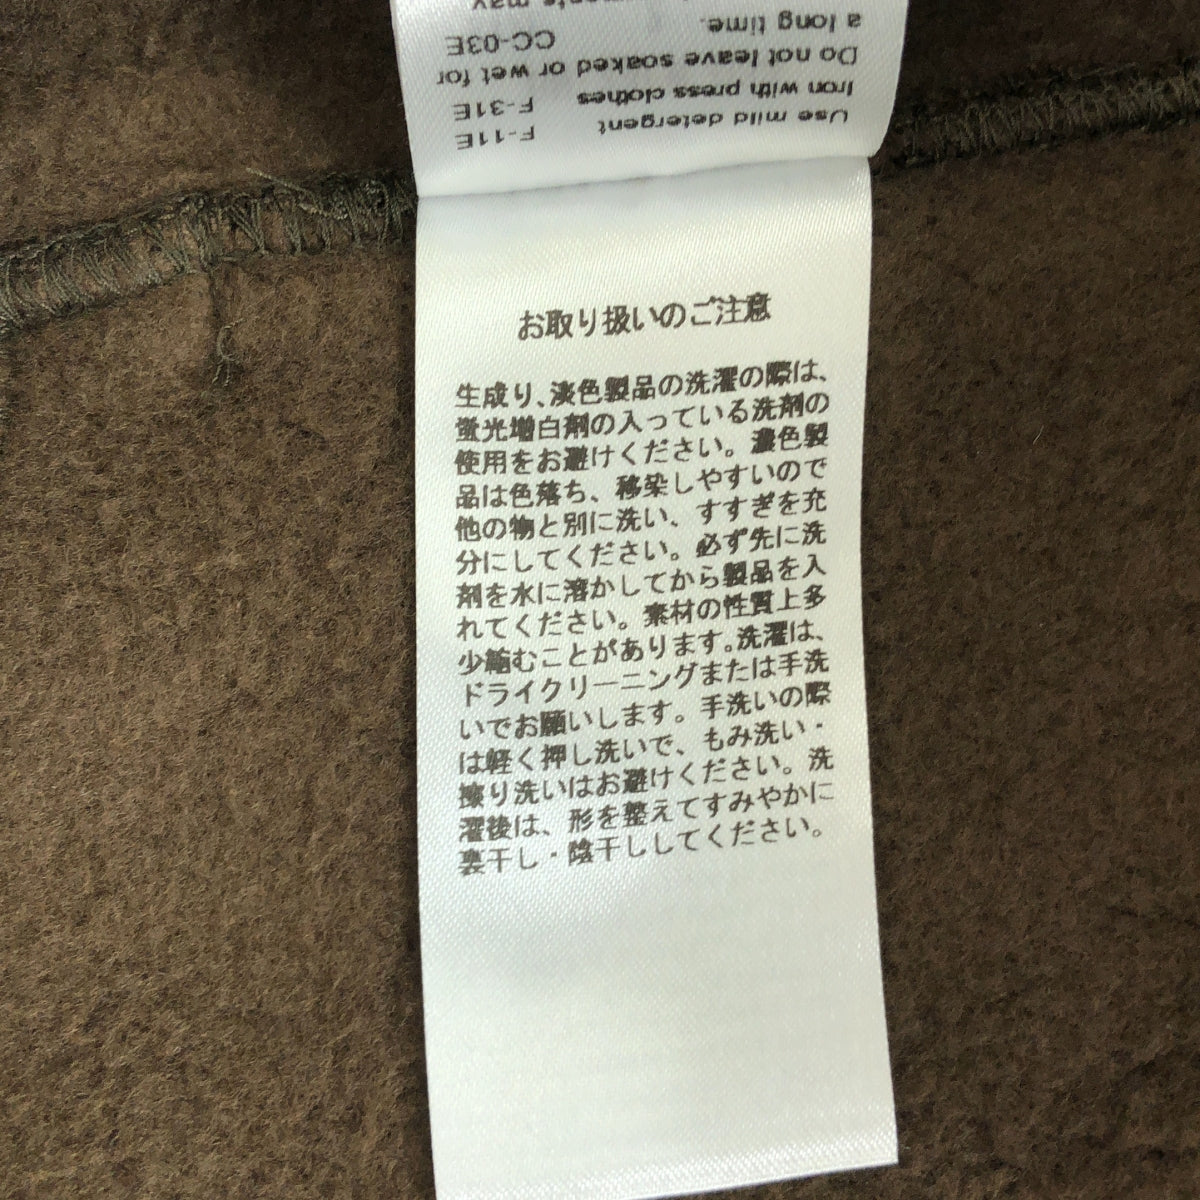 Use mild detergent F-11E
Iron with press clothes F-31E
Do not leave soaked or wet for
a long time. CC-03E
may
お取り扱いのご注意
生成り、淡色製品の洗濯の際は、
蛍光増白剤の入っている洗剤の
使用をお避けください。濃色製
品は色落ち、移染しやすいので
他の物と別に洗い、すすぎを充
分にしてください。必ず先に洗
剤を水に溶かしてから製品を入
れてください。素材の性質上多
少縮むことがあります。洗濯は、
ドライクリーニングまたは手洗
いでお願いします。手洗いの際
は軽く押し洗いで、もみ洗い・
擦り洗いはお避けください。洗
濯後は、形を整えてすみやかに
裏干し・陰干ししてください。